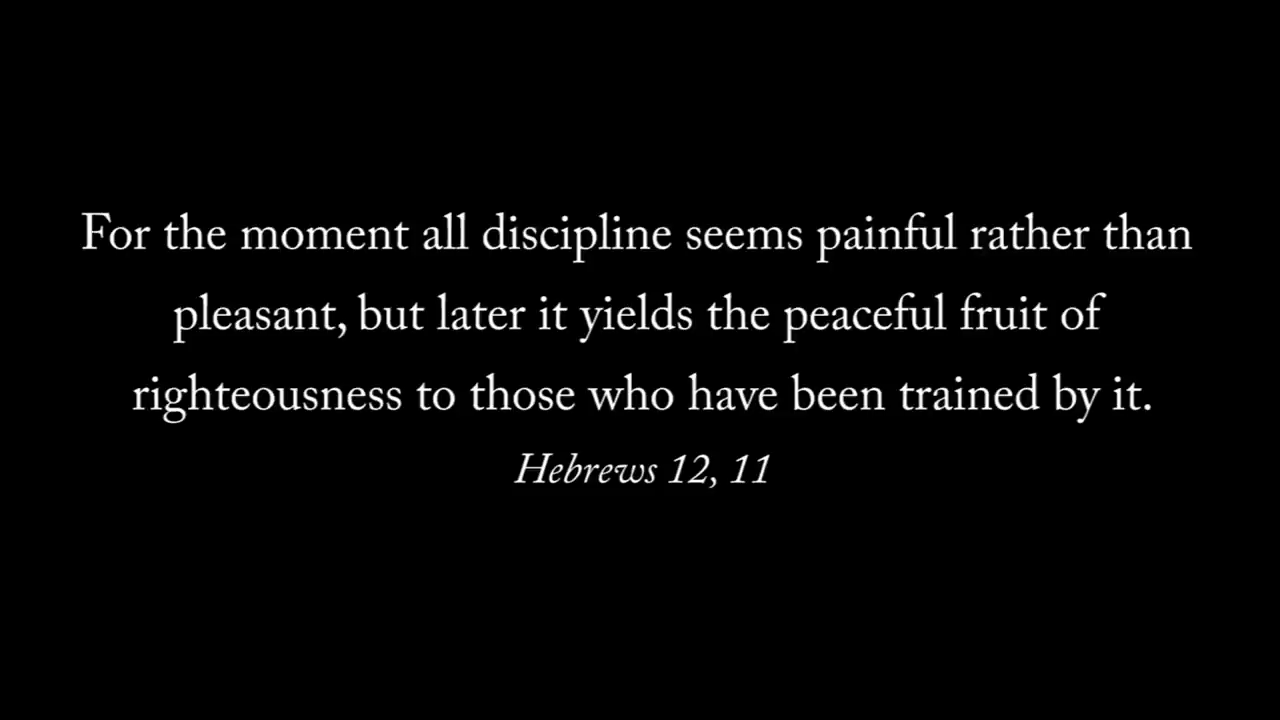 For the moment all discipline seems painful rather than
pleasant, but later it yields the peaceful fruit of
righteousness to those who have been trained by it.
Hebrews 12, 11